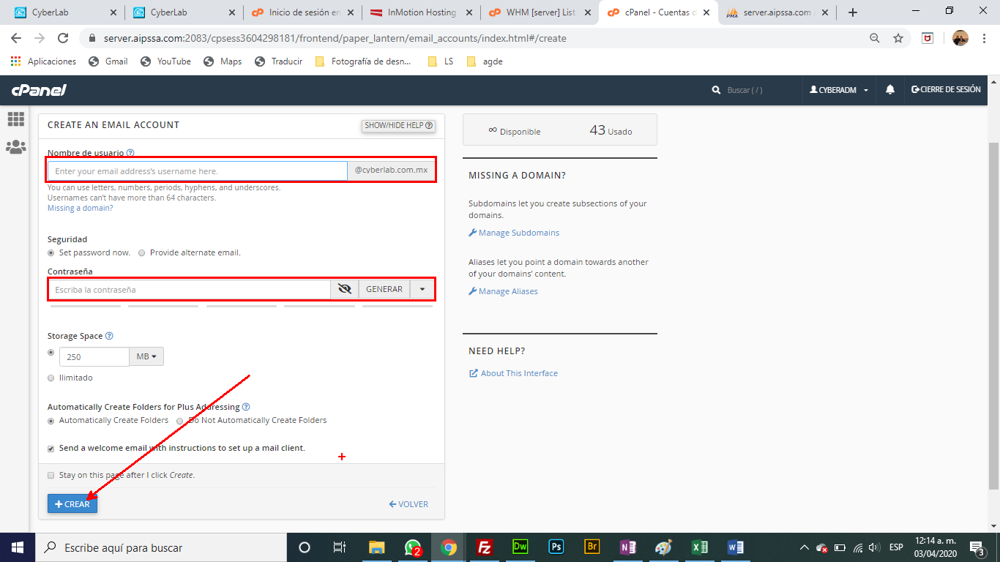 CyberLab
CyberLab
Inicio de sesión en
InMotion Hosting
WHM [server] List
cPanel - Cuentas d
server.aipssa.com
server.aipssa.com:2083/cpsess3604298181/frontend/paper_lantern/email_accounts/index.html#/create
Aplicaciones
Gmail
YouTube
Maps
Traducir
Fotografía de desn...
LS
agde
cPanel
Buscar ( / )
CYBERADM
CIERRE DE SESIÓN
CREATE AN EMAIL ACCOUNT
SHOW/HIDE HELP
Nombre de usuario
Enter your email address's username here.
@cyberlab.com.mx
You can use letters, numbers, periods, hyphens, and underscores.
Usernames can't have more than 64 characters.
Missing a domain?
Seguridad
Set password now.
Provide alternate email.
Contraseña
Escriba la contraseña
GENERAR
Storage Space
250
MB
Ilimitado
Automatically Create Folders for Plus Addressing
Automatically Create Folders
Do Not Automatically Create Folders
Send a welcome email with instructions to set up a mail client.
Stay on this page after I click Create.
CREAR
VOLVER
∞ Disponible
43 Usado
MISSING A DOMAIN?
Subdomains let you create subsections of your
domains.
Manage Subdomains
Aliases let you point a domain towards another
of your domains' content.
Manage Aliases
NEED HELP?
About This Interface
Escribe aquí para buscar
2
Fz
Dw
Ps
Br
N
X
W
ESP
12:14 a. m.
03/04/2020
3